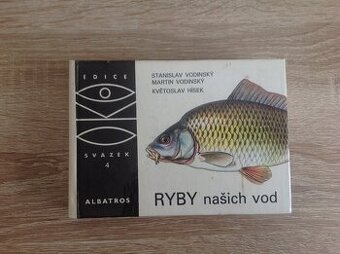 EDICE
OKO
SVAZEK
4
ALBATROS
STANISLAV VODINSKÝ
MARTIN VODINSKÝ
KVĚTOSLAV HÍSEK
RYBY našich vod